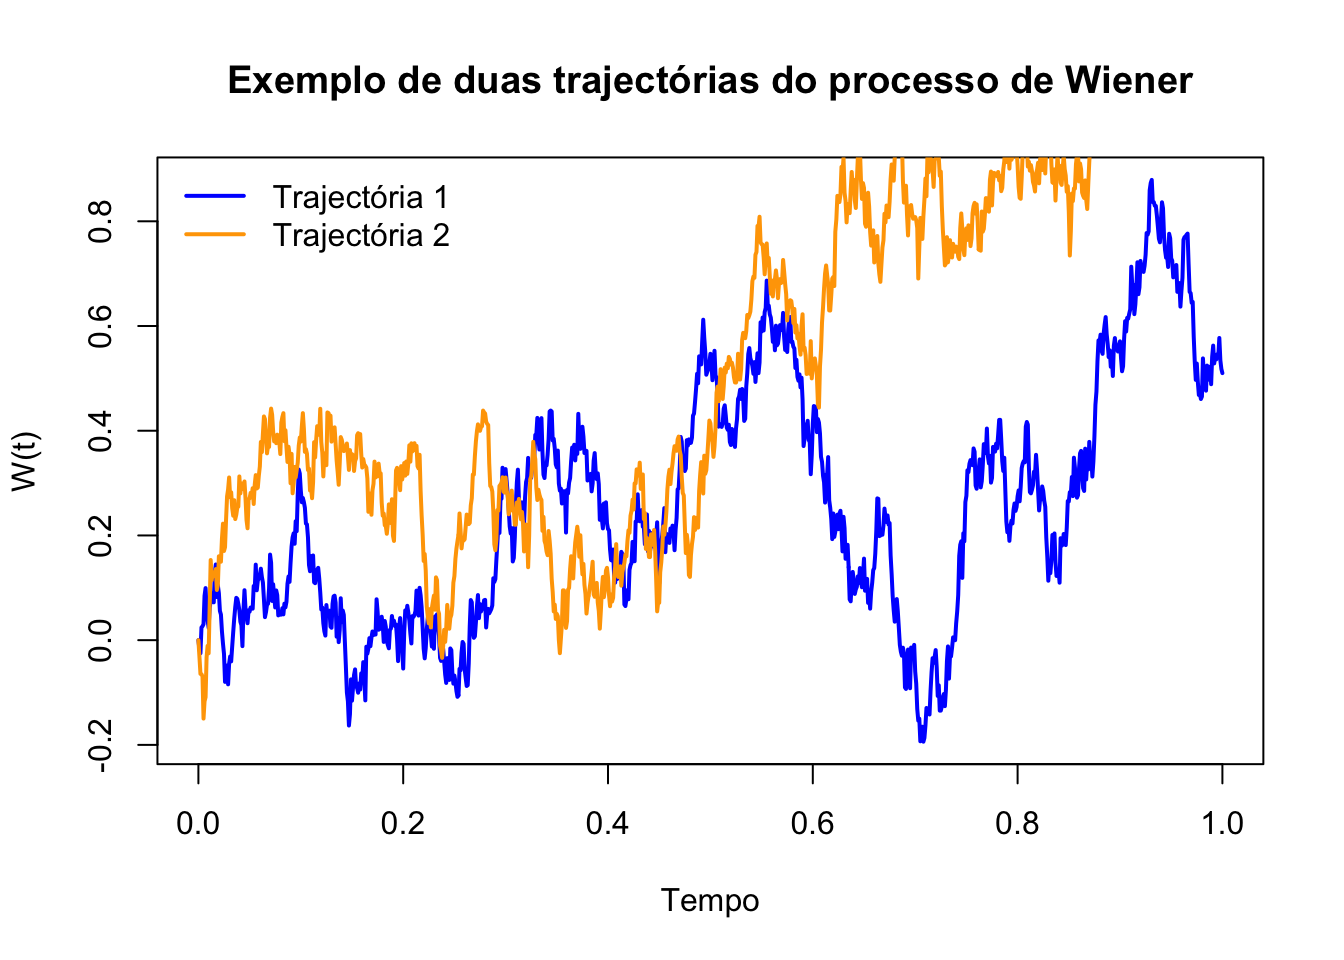 Exemplo de duas trajectórias do processo de Wiener
Trajectória 1
Trajectória 2
W(t)
0.8
0.6
0.4
0.2
0.0
-0.2
0.0 0.2 0.4 0.6 0.8 1.0
Tempo